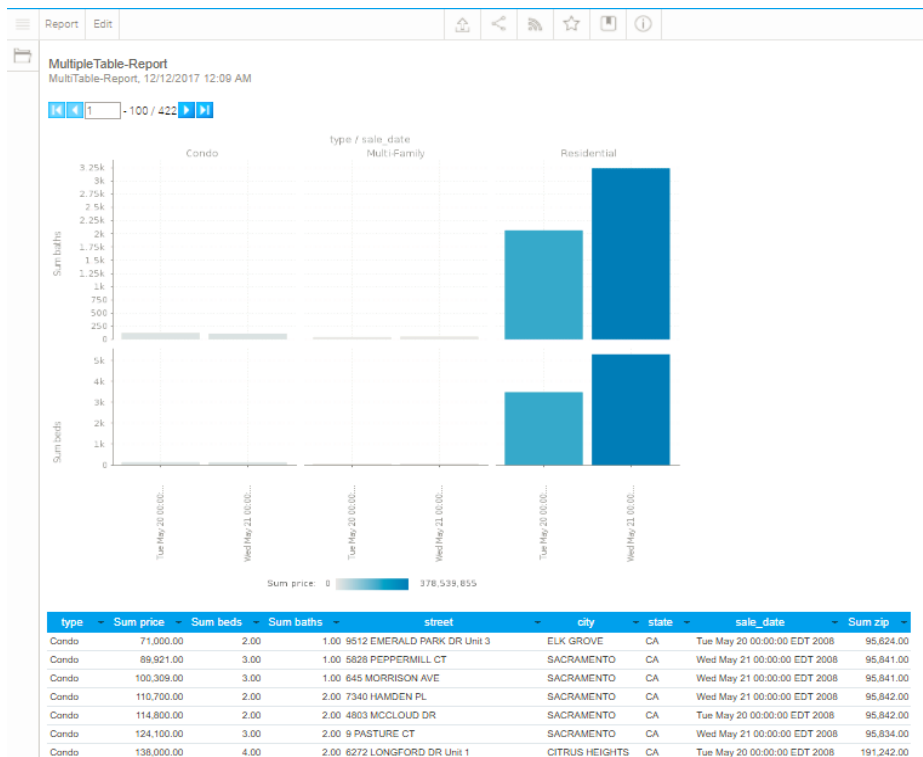 Report Edit
MultipleTable-Report
MultiTable-Report, 12/12/2017 12:09 AM
1 - 100 / 422
type / sale_date
Condo Multi-Family Residential
Sum baths
3.25k
3k
2.75k
2.5k
2.25k
2k
1.75k
1.5k
1.25k
1k
750
500
250
0
Sum beds
5k
4k
3k
2k
1k
0
Tue May 20 00:00:...
Wed May 21 00:00:...
Tue May 20 00:00:...
Wed May 21 00:00:...
Tue May 20 00:00:...
Wed May 21 00:00:...
Sum price: 0 378,539,855
type Sum price Sum beds Sum baths street city state sale_date Sum zip
Condo 71,000.00 2.00 1.00 9512 EMERALD PARK DR Unit 3 ELK GROVE CA Tue May 20 00:00:00 EDT 2008 95,624.00
Condo 89,921.00 3.00 1.00 5828 PEPPERMILL CT SACRAMENTO CA Wed May 21 00:00:00 EDT 2008 95,841.00
Condo 100,309.00 3.00 1.00 645 MORRISON AVE SACRAMENTO CA Wed May 21 00:00:00 EDT 2008 95,841.00
Condo 110,700.00 2.00 2.00 7340 HAMDEN PL SACRAMENTO CA Wed May 21 00:00:00 EDT 2008 95,842.00
Condo 114,800.00 2.00 2.00 4803 MCCLOUD DR SACRAMENTO CA Tue May 20 00:00:00 EDT 2008 95,842.00
Condo 124,100.00 3.00 2.00 9 PASTURE CT SACRAMENTO CA Wed May 21 00:00:00 EDT 2008 95,834.00
Condo 138,000.00 4.00 2.00 6272 LONGFORD DR Unit 1 CITRUS HEIGHTS CA Tue May 20 00:00:00 EDT 2008 191,242.00